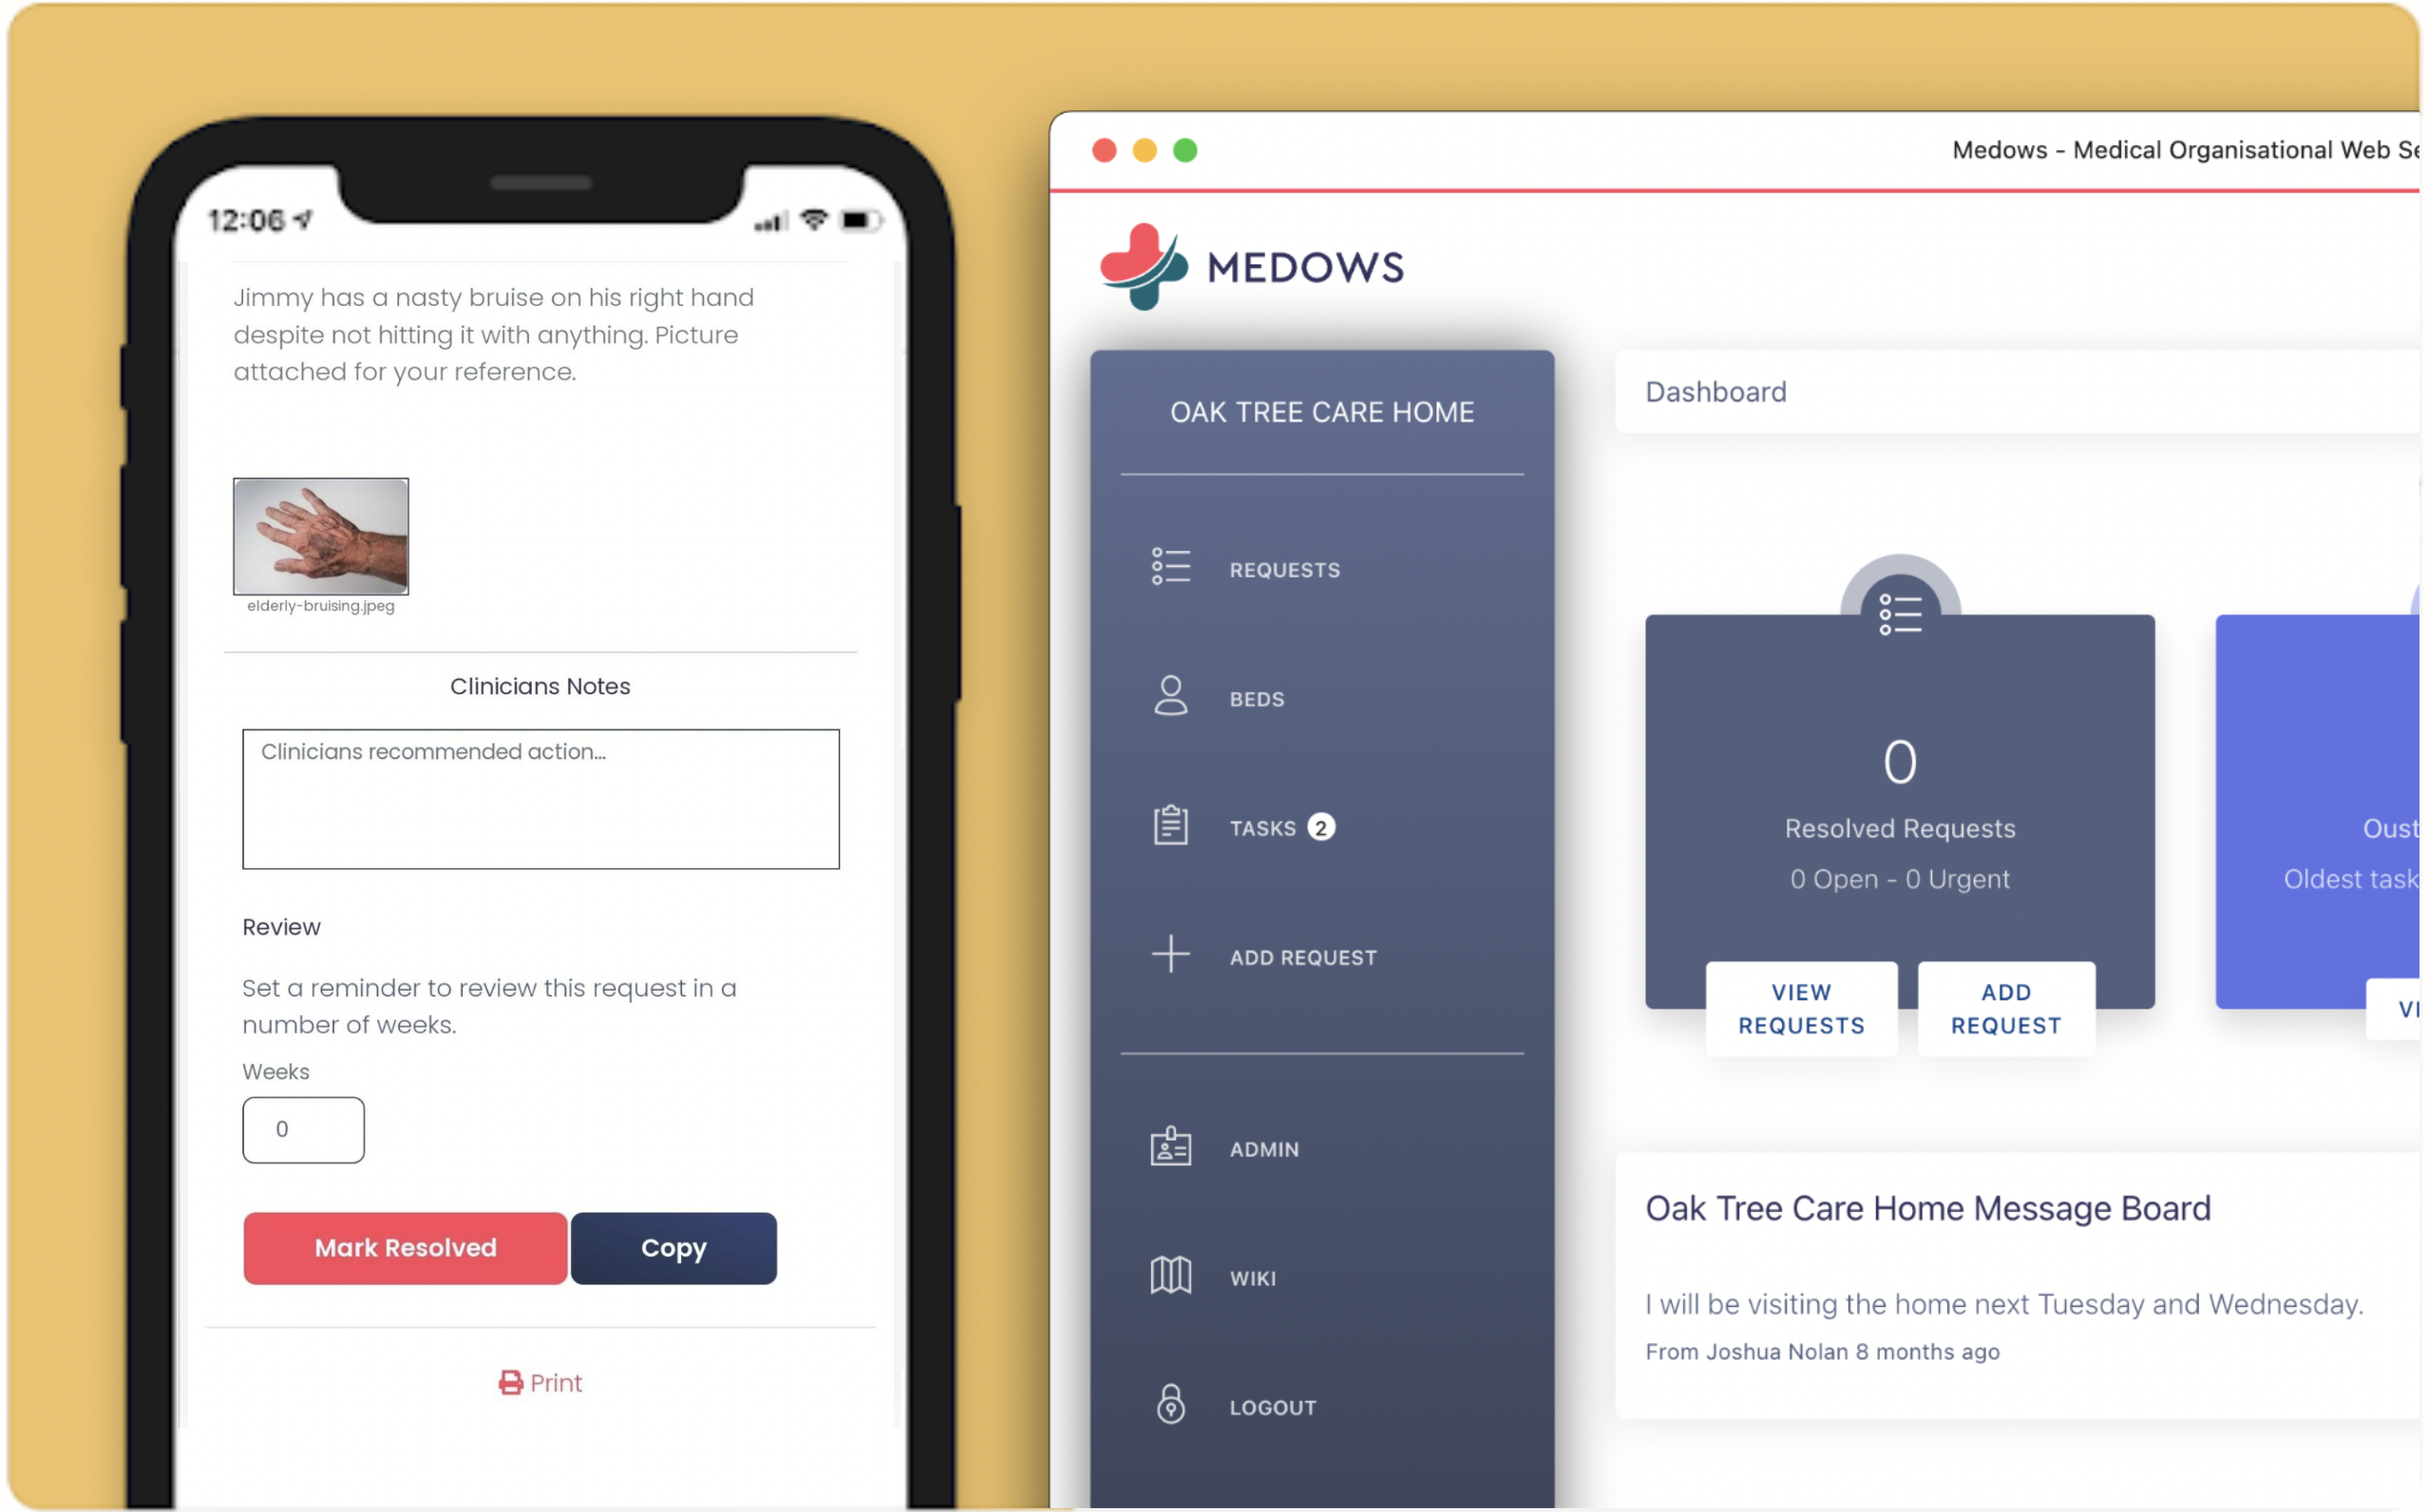 12:06
Jimmy has a nasty bruise on his right hand
despite not hitting it with anything. Picture
attached for your reference.
elderly-bruising.jpeg
Clinicians Notes
Clinicians recommended action...
Review
Set a reminder to review this request in a
number of weeks.
Weeks
0
Mark Resolved
Copy
Print
Medows - Medical Organisational Web Se
MEDOWS
OAK TREE CARE HOME
REQUESTS
BEDS
TASKS 2
ADD REQUEST
ADMIN
WIKI
LOGOUT
Dashboard
0
Resolved Requests
0 Open - 0 Urgent
VIEW
REQUESTS
ADD
REQUEST
Oust
Oldest task
VI
Oak Tree Care Home Message Board
I will be visiting the home next Tuesday and Wednesday.
From Joshua Nolan 8 months ago